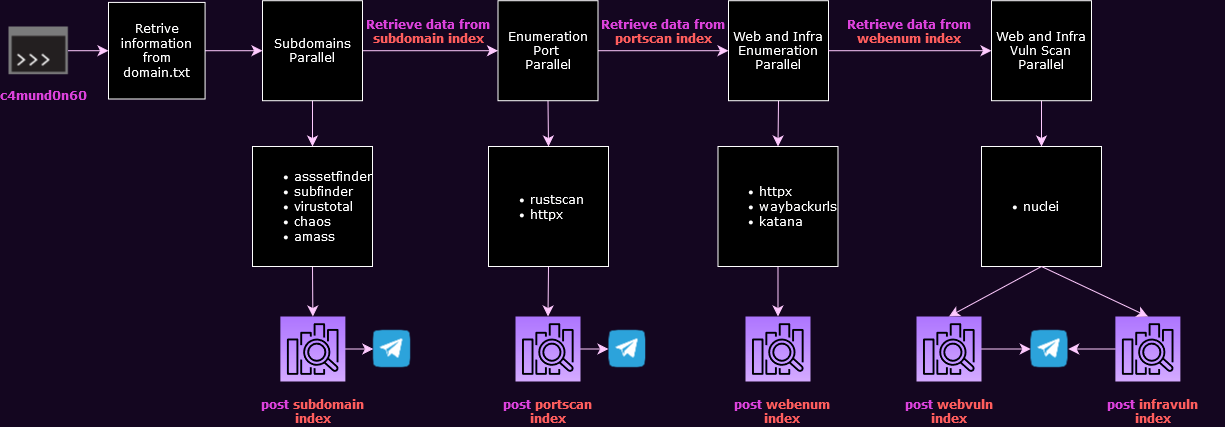 >>>
c4mund0n60
Retrive
information
from
domain.txt
Subdomains
Parallel
Retrieve data from
subdomain index
Enumeration
Port
Parallel
Retrieve data from
portscan index
Web and Infra
Enumeration
Parallel
Retrieve data from
webenum index
Web and Infra
Vuln Scan
Parallel
• asssetfinder
• subfinder
• virustotal
• chaos
• amass
• rustscan
• httpx
• httpx
• waybackurls
• katana
• nuclei
post subdomain
index
post portscan
index
post webenum
index
post webvuln
index
post infravuln
index